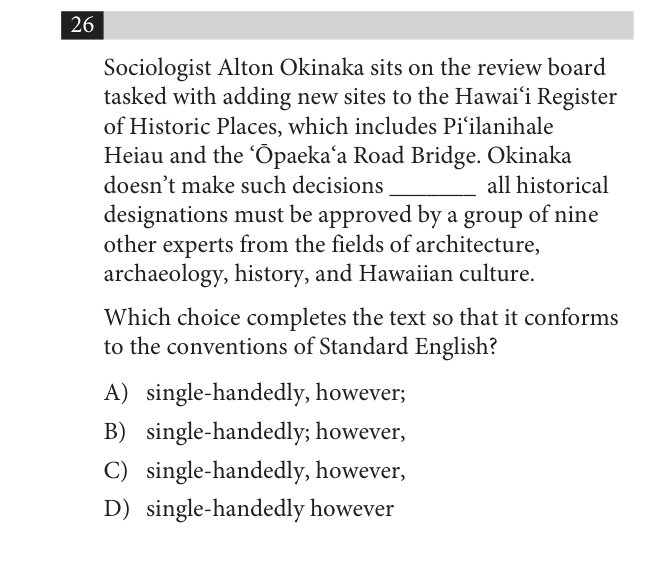 26
Sociologist Alton Okinaka sits on the review board
tasked with adding new sites to the Hawai‘i Register
of Historic Places, which includes Pi‘ilanihale
Heiau and the ‘Ōpaeka‘a Road Bridge. Okinaka
doesn’t make such decisions _______ all historical
designations must be approved by a group of nine
other experts from the fields of architecture,
archaeology, history, and Hawaiian culture.
Which choice completes the text so that it conforms
to the conventions of Standard English?
A) single-handedly, however;
B) single-handedly; however,
C) single-handedly, however,
D) single-handedly however